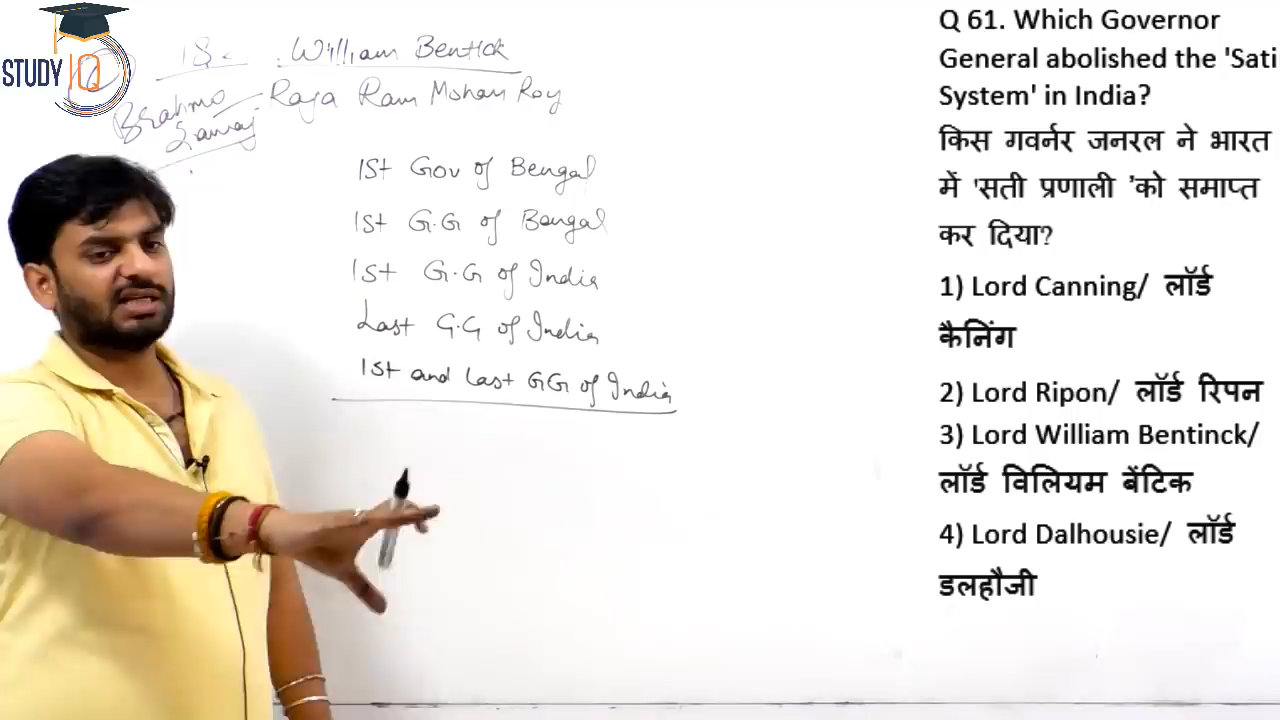 STUDY IQ
18 William Bentick
Brahmo
Samaj
Raja Ram Mohan Roy
1st Gov of Bengal
1st G.G of Bengal
1st G.G of India
Last G.G of India
1st and last GG of India
Q 61. Which Governor
General abolished the 'Sati
System' in India?
किस गवर्नर जनरल ने भारत
में 'सती प्रणाली 'को समाप्त
कर दिया?
1) Lord Canning/ लॉर्ड
कैनिंग
2) Lord Ripon/ लॉर्ड रिपन
3) Lord William Bentinck/
लॉर्ड विलियम बेंटिक
4) Lord Dalhousie/ लॉर्ड
डलहौजी